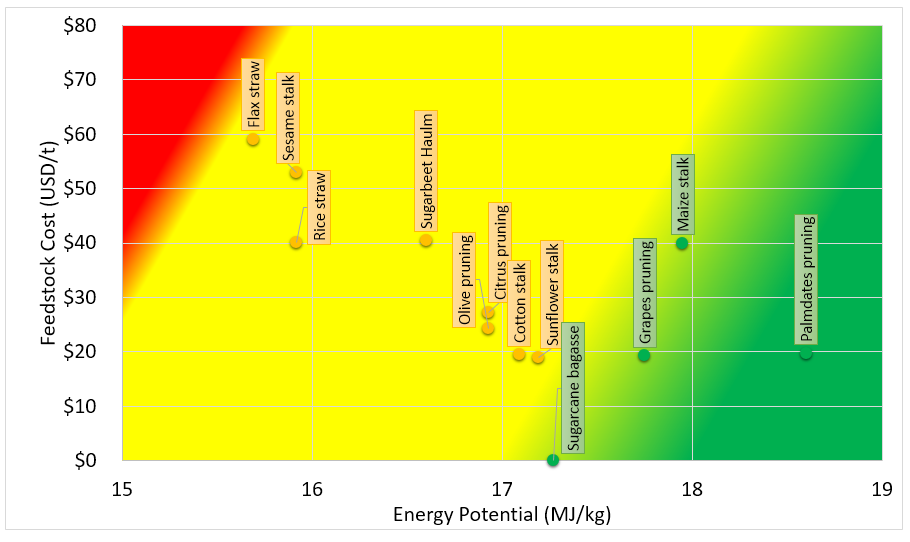 $80
$70
$60
$50
$40
$30
$20
$10
$0
Feedstock Cost (USD/t)
Flax straw
Sesame stalk
Rice straw
Sugarbeet Haulm
Olive pruning
Citrus pruning
Cotton stalk
Sunflower stalk
Sugarcane bagasse
Grapes pruning
Maize stalk
Palmdates pruning
15
16
17
18
19
Energy Potential (MJ/kg)